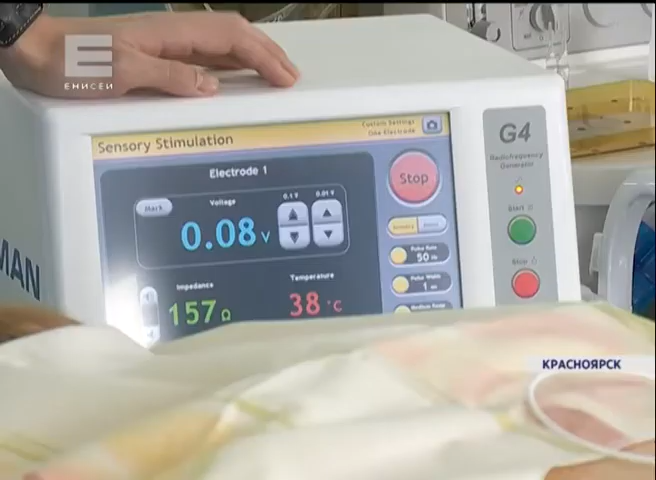 ЕНИСЕЙ
Sensory Stimulation
Custom Settings
One Electrode
Electrode 1
Mark
Voltage
0.1 V
0.01 V
0.08 V
Stop
Pulse Rate
50 Hz
Pulse Width
1
Impedance
Temperature
157 Ω
38 °C
G4
Radiofrequency
Generator
Start
Stop
MAN
КРАСНОЯРСК